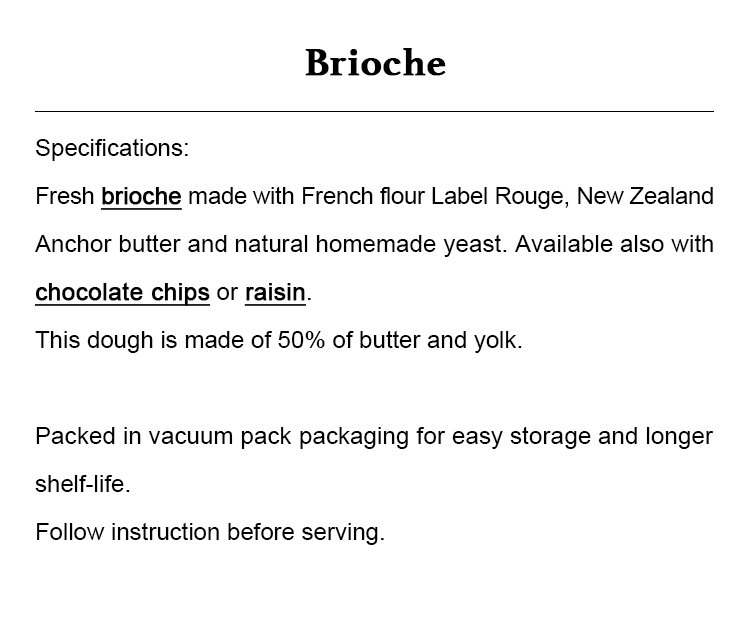 Brioche
Specifications:
Fresh brioche made with French flour Label Rouge, New Zealand
Anchor butter and natural homemade yeast. Available also with
chocolate chips or raisin.
This dough is made of 50% of butter and yolk.
Packed in vacuum pack packaging for easy storage and longer
shelf-life.
Follow instruction before serving.